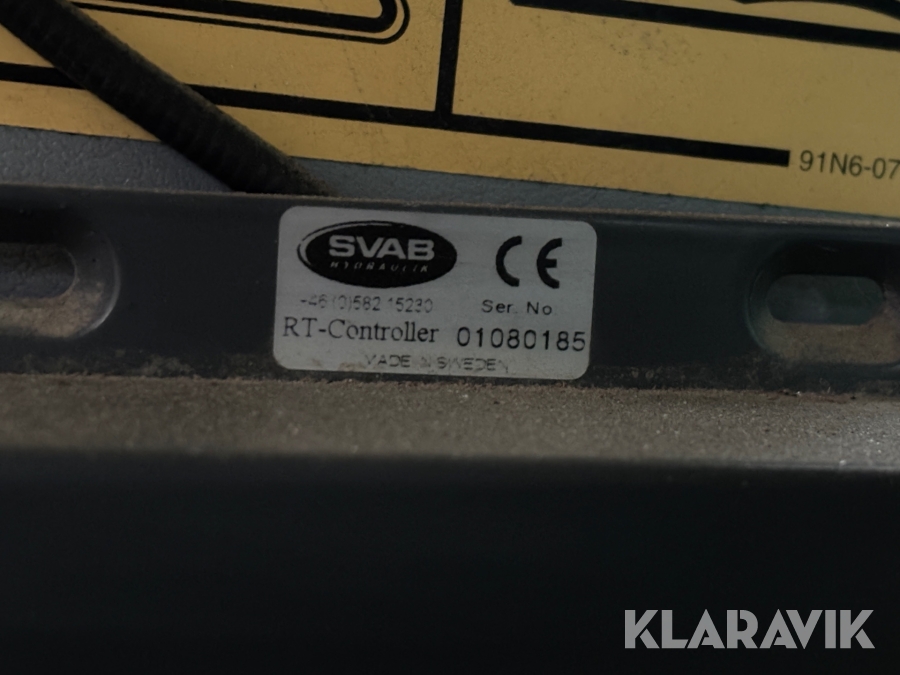 91N6-07
SVAB
HYDRAULIK
CE
+46 (0)582 15230
Ser. No
RT-Controller 01080185
MADE IN SWEDEN
KLARAVIK